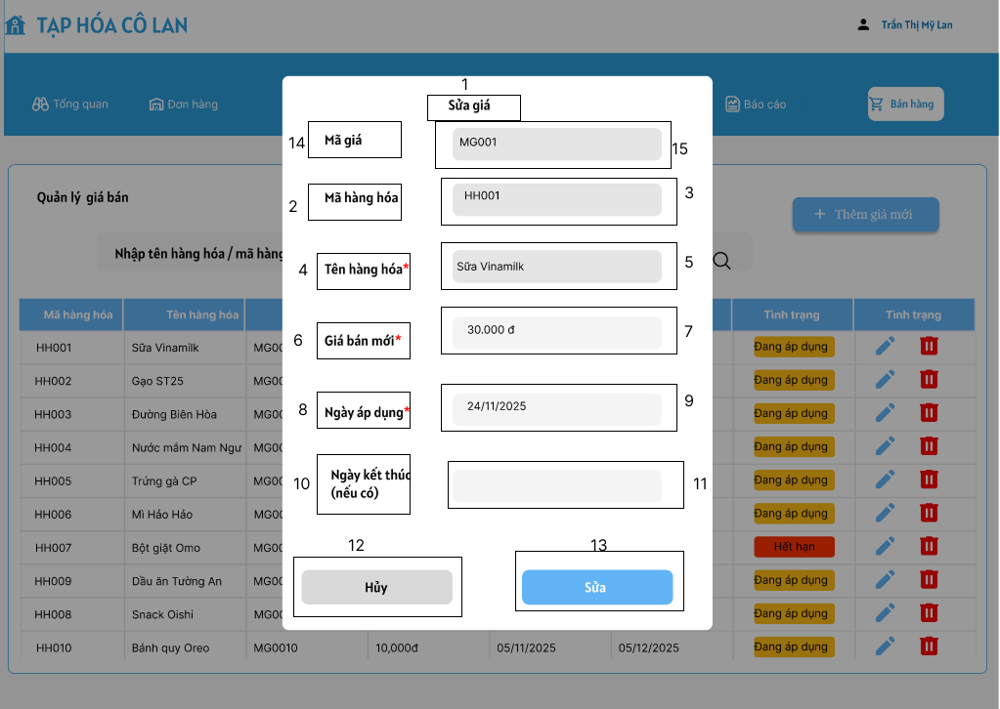 TẠP HÓA CÔ LAN
Trần Thị Mỹ Lan
Tổng quan
Đơn hàng
Báo cáo
Bán hàng
1
Sửa giá
14
Mã giá
MG001
15
2
Mã hàng hóa
HH001
3
4
Tên hàng hóa*
Sữa Vinamilk
5
6
Giá bán mới*
30.000 đ
7
8
Ngày áp dụng*
24/11/2025
9
10
Ngày kết thúc
(nếu có)
11
12
Hủy
13
Sửa
Quản lý giá bán
+ Thêm giá mới
Nhập tên hàng hóa / mã hàng
Mã hàng hóa Tên hàng hóa Tình trạng Tình trạng
HH001 Sữa Vinamilk MG00 Đang áp dụng
HH002 Gạo ST25 MG00 Đang áp dụng
HH003 Đường Biên Hòa MG00 Đang áp dụng
HH004 Nước mắm Nam Ngư MG00 Đang áp dụng
HH005 Trứng gà CP MG00 Đang áp dụng
HH006 Mì Hảo Hảo MG00 Đang áp dụng
HH007 Bột giặt Omo MG00 Hết hạn
HH009 Dầu ăn Tường An MG00 Đang áp dụng
HH008 Snack Oishi MG00 Đang áp dụng
HH010 Bánh quy Oreo MG0010 10,000đ 05/11/2025 05/12/2025 Đang áp dụng